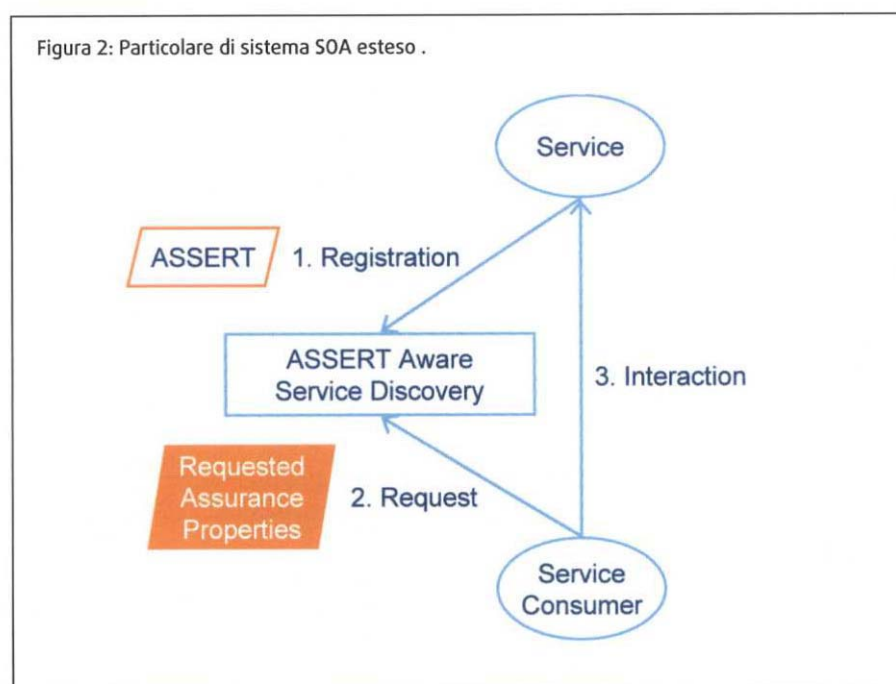 Figura 2: Particolare di sistema SOA esteso .
Service
ASSERT
1. Registration
ASSERT Aware
Service Discovery
3. Interaction
Requested
Assurance
Properties
2. Request
Service
Consumer